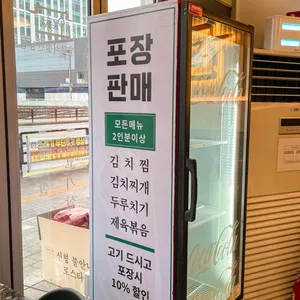 포장
판매
모든메뉴
2인분이상
김치찜
김치찌개
두루치기
제육볶음
고기 드시고
포장시
10% 할인
Coca-Cola